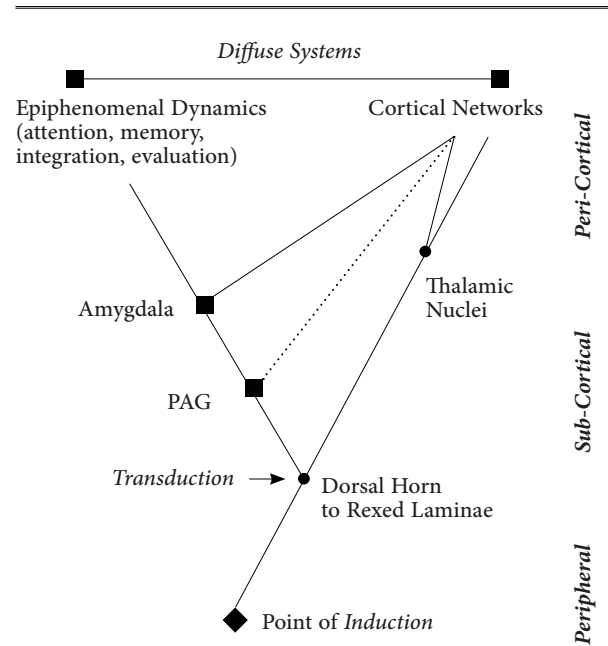 Diffuse Systems
Epiphenomenal Dynamics
(attention, memory,
integration, evaluation)
Cortical Networks
Peri-Cortical
Thalamic
Nuclei
Amygdala
Sub-Cortical
PAG
Transduction
Dorsal Horn
to Rexed Laminae
Peripheral
Point of Induction